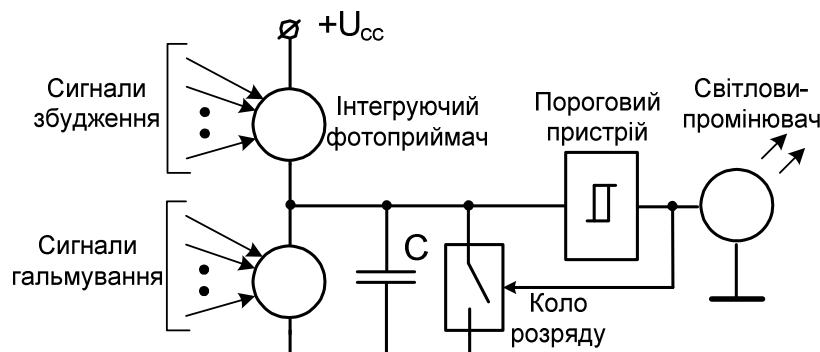 +Ucc
Сигнали
збудження
Інтегруючий
фотоприймач
Пороговий
пристрій
Світлови-
промінювач
Сигнали
гальмування
C
Коло
розряду